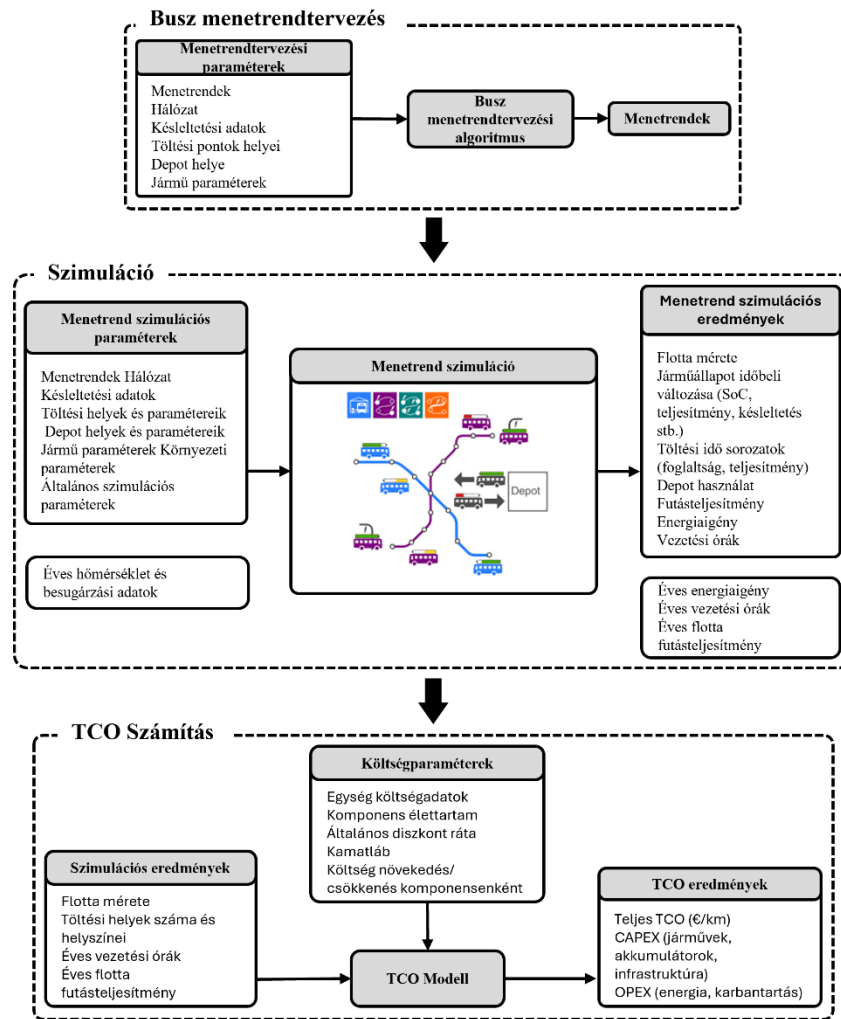 Busz menetrendtervezés
Menetrendtervezési
paraméterek
Menetrendek
Hálózat
Késleltetési adatok
Töltési pontok helyei
Depot helye
Jármű paraméterek
Busz
menetrendtervezési
algoritmus
Menetrendek
Szimuláció
Menetrend szimulációs
paraméterek
Menetrendek Hálózat
Késleltetési adatok
Töltési helyek és paramétereik
Depot helyek és paramétereik
Jármű paraméterek Környezeti
paraméterek
Általános szimulációs
paraméterek
Éves hőmérséklet és
besugárzási adatok
Menetrend szimuláció
Depot
Menetrend szimulációs
eredmények
Flotta mérete
Járműállapot időbeli
változása (SoC,
teljesítmény, késleltetés
stb.)
Töltési idő sorozatok
(foglaltság, teljesítmény)
Depot használat
Futásteljesítmény
Energiaigény
Vezetési órák
Éves energiaigény
Éves vezetési órák
Éves flotta
futásteljesítmény
TCO Számítás
Költségparaméterek
Egység költségadatok
Komponens élettartam
Általános diszkont ráta
Kamatláb
Költség növekedés/
csökkenés komponensenként
Szimulációs eredmények
Flotta mérete
Töltési helyek száma és
helyszínei
Éves vezetési órák
Éves flotta
futásteljesítmény
TCO Modell
TCO eredmények
Teljes TCO (€/km)
CAPEX (járművek,
akkumulátorok,
infrastruktúra)
OPEX (energia, karbantartás)